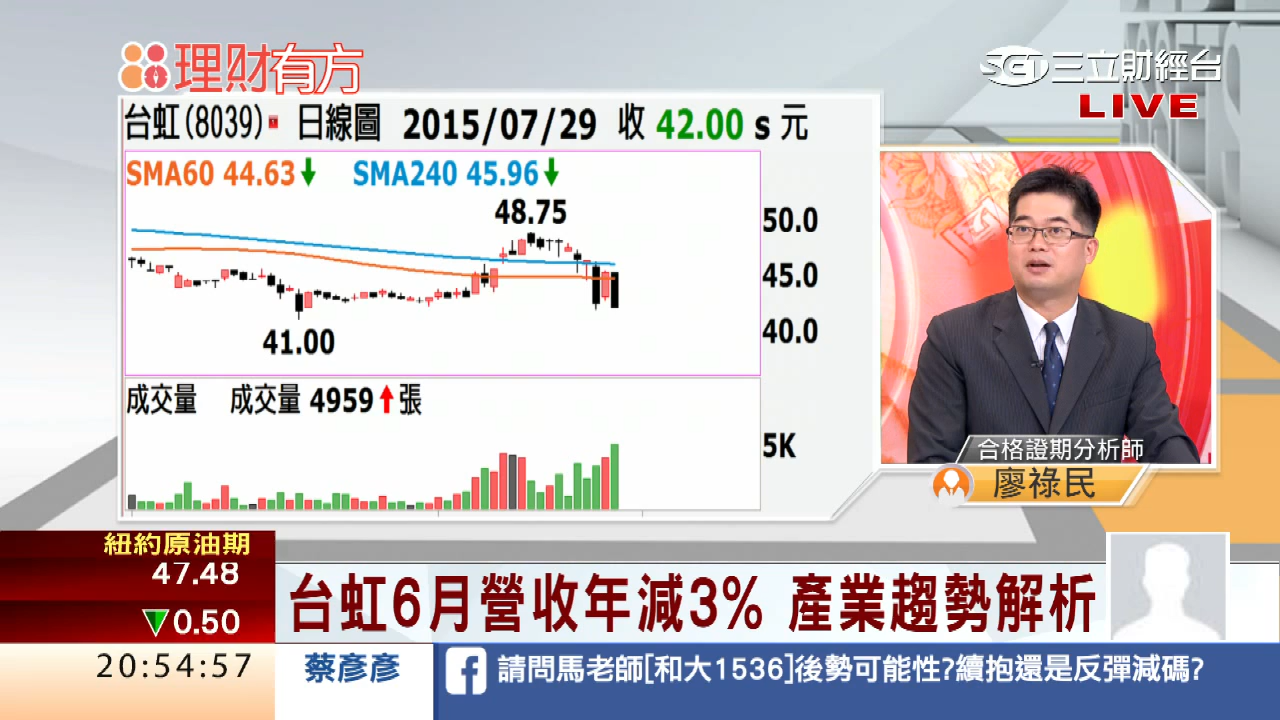 理財有方
SET 三立財經台
LIVE
台虹(8039) 日線圖 2015/07/29 收 42.00 s 元
SMA60 44.63↓ SMA240 45.96↓
48.75
50.0
45.0
41.00
40.0
成交量 成交量 4959↑張
5K
合格證期分析師
廖祿民
紐約原油期
47.48
▼0.50
台虹6月營收年減3% 產業趨勢解析
20:54:57
蔡彥彥
請問馬老師[和大1536]後勢可能性?續抱還是反彈減碼?